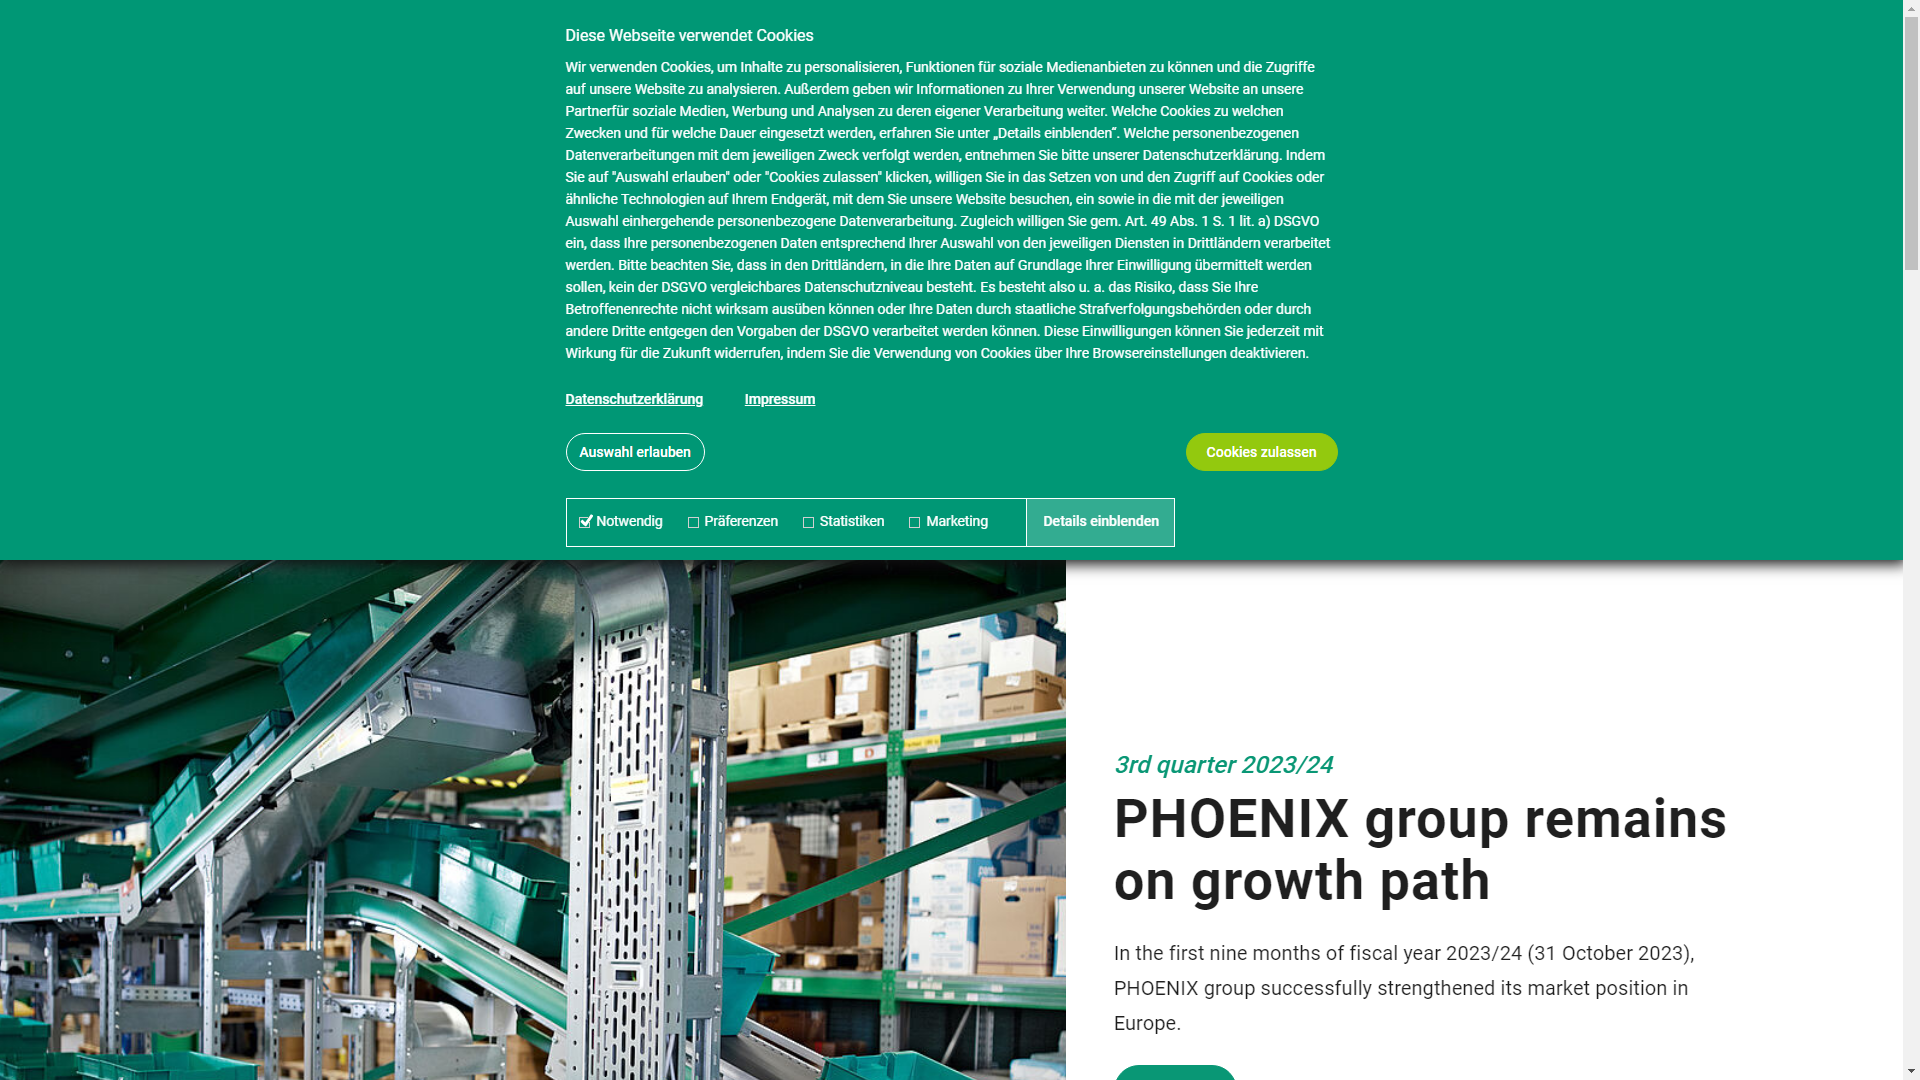 Diese Webseite verwendet Cookies
Wir verwenden Cookies, um Inhalte zu personalisieren, Funktionen für soziale Medienanbieten zu können und die Zugriffe
auf unsere Website zu analysieren. Außerdem geben wir Informationen zu Ihrer Verwendung unserer Website an unsere
Partnerfür soziale Medien, Werbung und Analysen zu deren eigener Verarbeitung weiter. Welche Cookies zu welchen
Zwecken und für welche Dauer eingesetzt werden, erfahren Sie unter „Details einblenden“. Welche personenbezogenen
Datenverarbeitungen mit dem jeweiligen Zweck verfolgt werden, entnehmen Sie bitte unserer Datenschutzerklärung. Indem
Sie auf "Auswahl erlauben" oder "Cookies zulassen" klicken, willigen Sie in das Setzen von und den Zugriff auf Cookies oder
ähnliche Technologien auf Ihrem Endgerät, mit dem Sie unsere Website besuchen, ein sowie in die mit der jeweiligen
Auswahl einhergehende personenbezogene Datenverarbeitung. Zugleich willigen Sie gem. Art. 49 Abs. 1 S. 1 lit. a) DSGVO
ein, dass Ihre personenbezogenen Daten entsprechend Ihrer Auswahl von den jeweiligen Diensten in Drittländern verarbeitet
werden. Bitte beachten Sie, dass in den Drittländern, in die Ihre Daten auf Grundlage Ihrer Einwilligung übermittelt werden
sollen, kein der DSGVO vergleichbares Datenschutzniveau besteht. Es besteht also u. a. das Risiko, dass Sie Ihre
Betroffenenrechte nicht wirksam ausüben können oder Ihre Daten durch staatliche Strafverfolgungsbehörden oder durch
andere Dritte entgegen den Vorgaben der DSGVO verarbeitet werden können. Diese Einwilligungen können Sie jederzeit mit
Wirkung für die Zukunft widerrufen, indem Sie die Verwendung von Cookies über Ihre Browsereinstellungen deaktivieren.
Datenschutzerklärung Impressum
Auswahl erlauben Cookies zulassen
Notwendig Präferenzen Statistiken Marketing Details einblenden
34
3rd quarter 2023/24
PHOENIX group remains
on growth path
In the first nine months of fiscal year 2023/24 (31 October 2023),
PHOENIX group successfully strengthened its market position in
Europe.